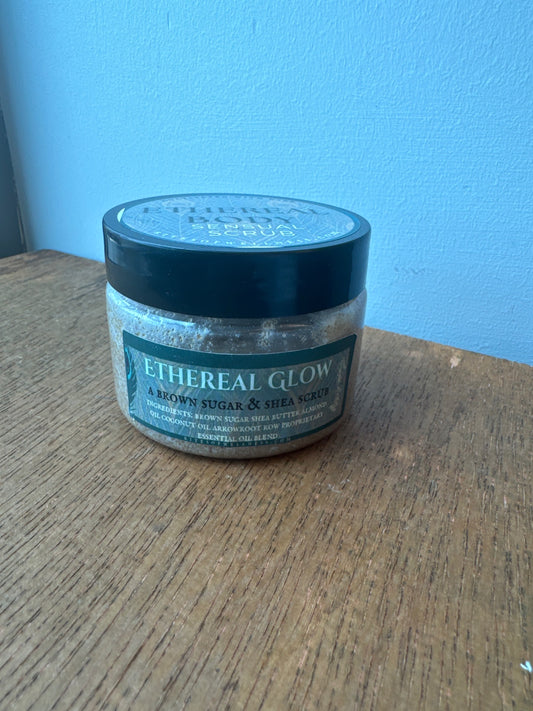 ETHEREAL
BODY
SENSUAL
SCRUB
ETHEREAL GLOW
A BROWN SUGAR & SHEA SCRUB
INGREDIENTS: BROWN SUGAR SHEA BUTTER ALMOND
OIL COCONUT OIL ARROWROOT ROW PROPRIETARY
ESSENTIAL OIL BLEND